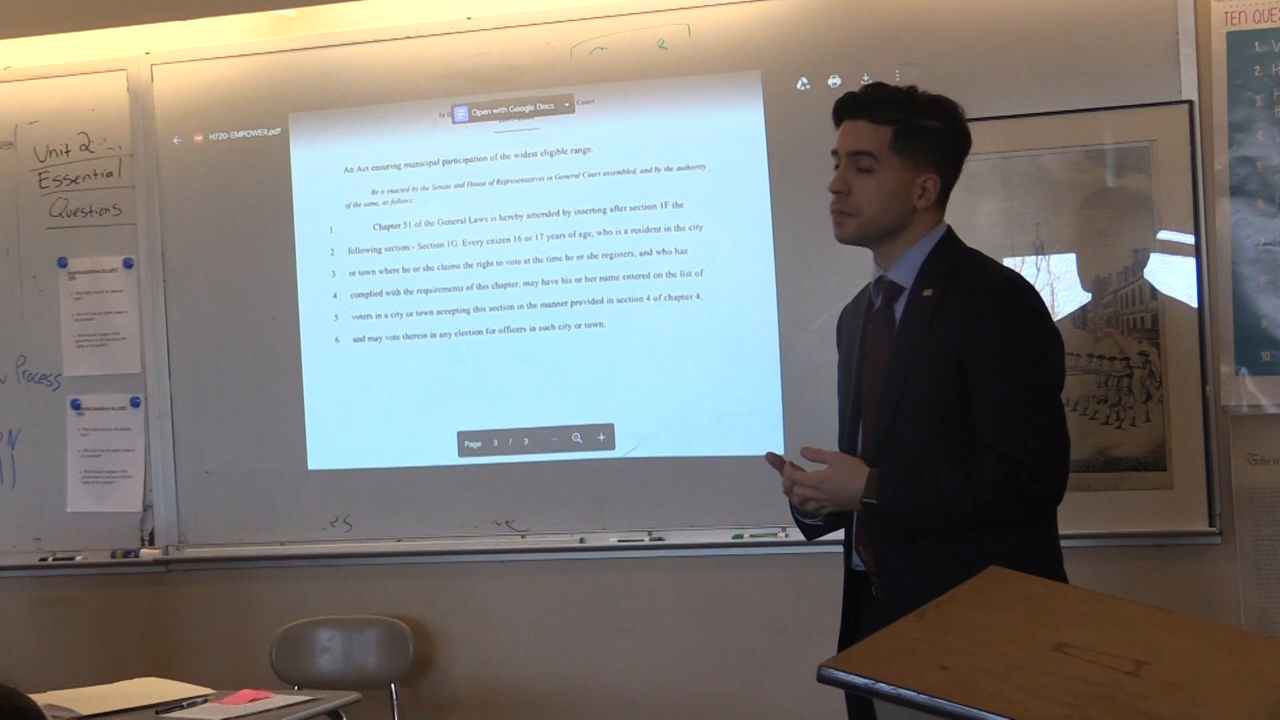 TEN QUES
Unit 2:
Essential
Questions
Process
H720-EMPOWER.pdf
Open with Google Docs
Court
An Act ensuring municipal participation of the widest eligible range.
Be it enacted by the Senate and House of Representatives in General Court assembled, and by the authority
of the same, as follows:
1 Chapter 51 of the General Laws is hereby amended by inserting after section 1F the
2 following section:- Section 1G. Every citizen 16 or 17 years of age, who is a resident in the city
3 or town where he or she claims the right to vote at the time he or she registers, and who has
4 complied with the requirements of this chapter, may have his or her name entered on the list of
5 voters in a city or town accepting this section in the manner provided in section 4 of chapter 4,
6 and may vote therein in any election for officers in such city or town.
Page 3 / 3
1.
2.
10.